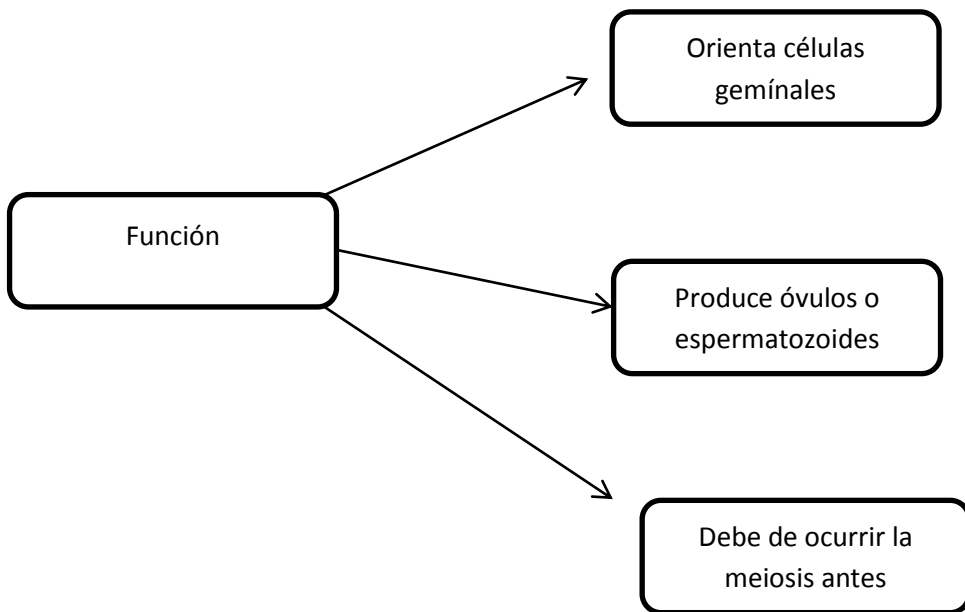 Orienta células
gemínales
Función
Produce óvulos o
espermatozoides
Debe de ocurrir la
meiosis antes